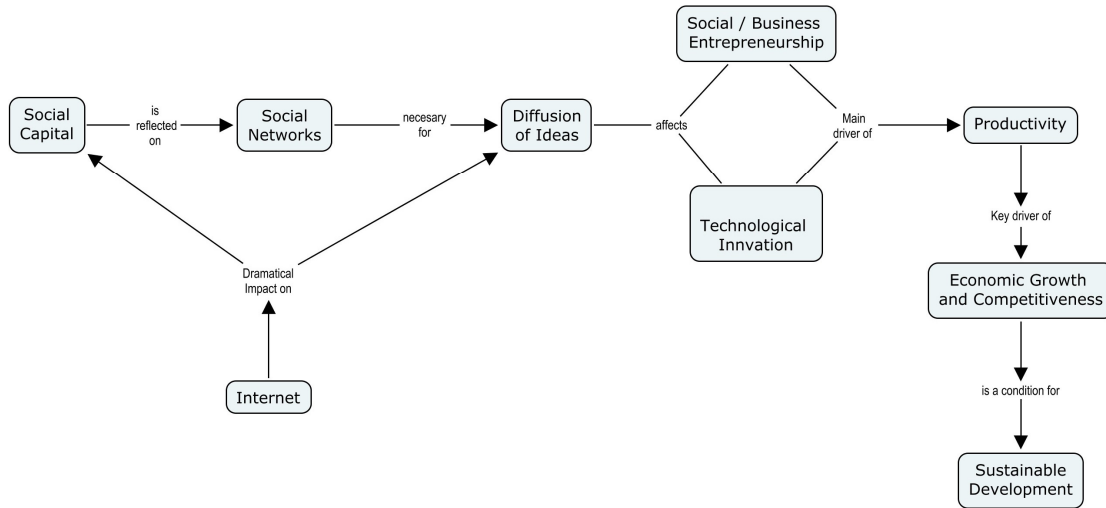 Social / Business
Entrepreneurship
Social
Capital
is
reflected
on
Social
Networks
necesary
for
Diffusion
of Ideas
affects
Main
driver of
Productivity
Technological
Innvation
Key driver of
Dramatical
Impact on
Economic Growth
and Competitiveness
Internet
is a condition for
Sustainable
Development